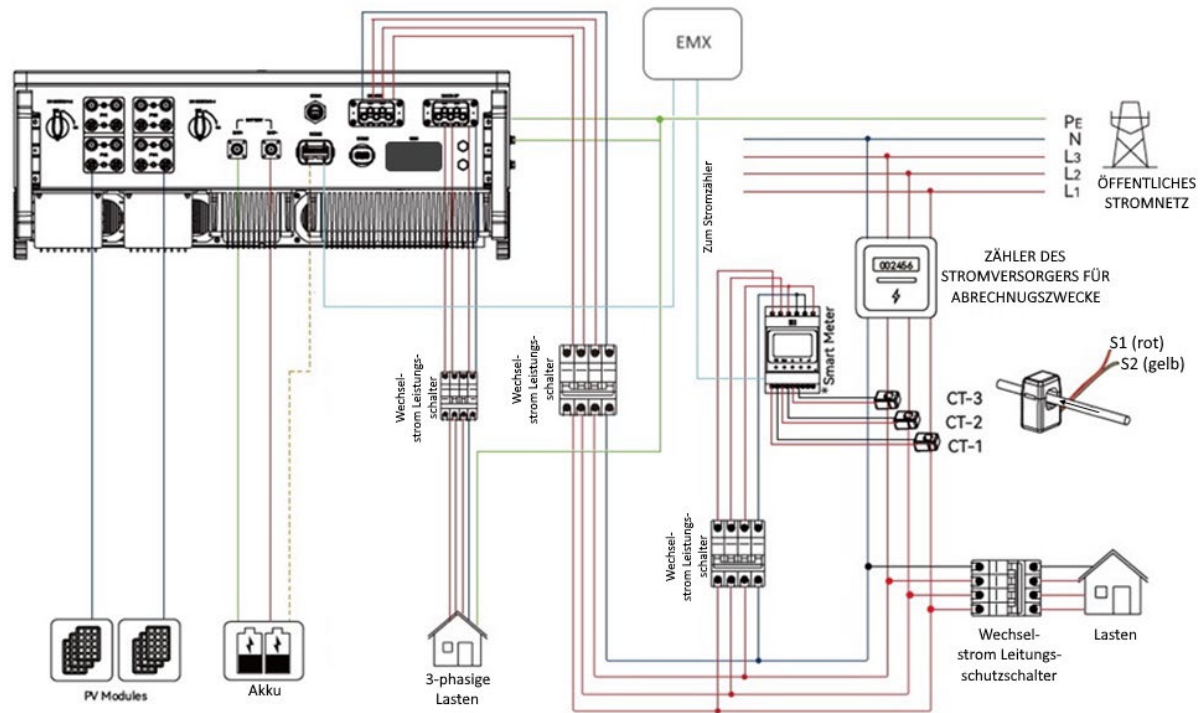 EMX
PE
N
L3
L2
L1
ÖFFENTLICHES
STROMNETZ
Zum Stromzähler
002456
ZÄHLER DES
STROMVERSORGERS FÜR
ABRECHNUGSZWECKE
* Smart Meter
S1 (rot)
S2 (gelb)
CT-3
CT-2
CT-1
Wechsel-
strom Leistungs-
schalter
Wechsel-
strom Leistungs-
schalter
Wechsel-
strom Leistungs-
schalter
Wechsel-
strom Leitungs-
schutzschalter
Lasten
PV Modules
Akku
3-phasige
Lasten